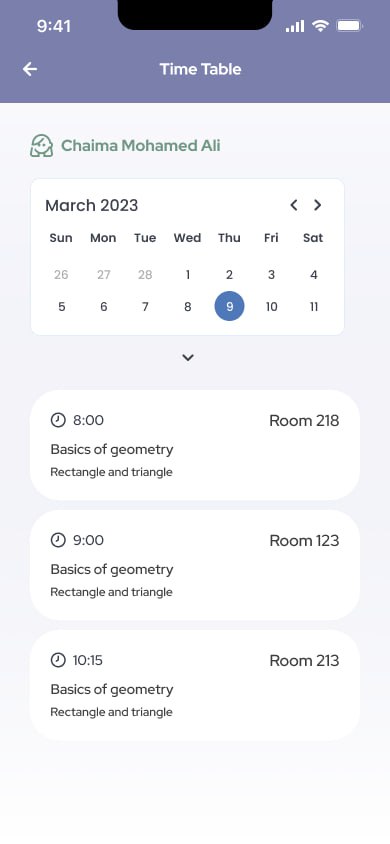 9:41
Time Table
Chaima Mohamed Ali
March 2023
Sun Mon Tue Wed Thu Fri Sat
26 27 28 1 2 3 4
5 6 7 8 9 10 11
8:00 Room 218
Basics of geometry
Rectangle and triangle
9:00 Room 123
Basics of geometry
Rectangle and triangle
10:15 Room 213
Basics of geometry
Rectangle and triangle